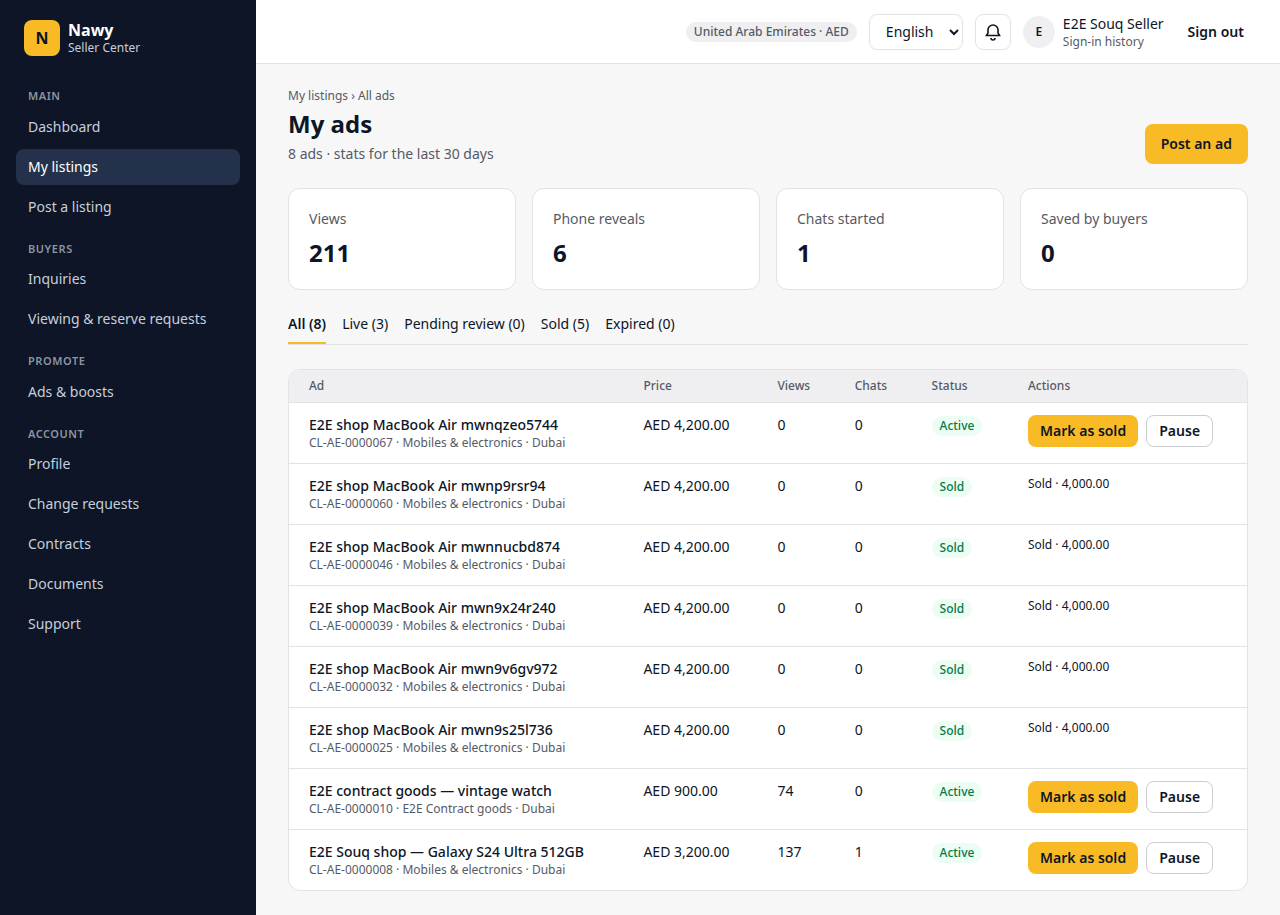 N
Nawy
Seller Center
MAIN
Dashboard
My listings
Post a listing
BUYERS
Inquiries
Viewing & reserve requests
PROMOTE
Ads & boosts
ACCOUNT
Profile
Change requests
Contracts
Documents
Support
United Arab Emirates · AED
English
E
E2E Souq Seller
Sign-in history
Sign out
My listings › All ads
My ads
8 ads · stats for the last 30 days
Post an ad
Views
211
Phone reveals
6
Chats started
1
Saved by buyers
0
All (8) Live (3) Pending review (0) Sold (5) Expired (0)
Ad Price Views Chats Status Actions
E2E shop MacBook Air mwnqzeo5744 AED 4,200.00 0 0 Active Mark as sold Pause
CL-AE-0000067 · Mobiles & electronics · Dubai
E2E shop MacBook Air mwnp9rsr94 AED 4,200.00 0 0 Sold Sold · 4,000.00
CL-AE-0000060 · Mobiles & electronics · Dubai
E2E shop MacBook Air mwnnucbd874 AED 4,200.00 0 0 Sold Sold · 4,000.00
CL-AE-0000046 · Mobiles & electronics · Dubai
E2E shop MacBook Air mwn9x24r240 AED 4,200.00 0 0 Sold Sold · 4,000.00
CL-AE-0000039 · Mobiles & electronics · Dubai
E2E shop MacBook Air mwn9v6gv972 AED 4,200.00 0 0 Sold Sold · 4,000.00
CL-AE-0000032 · Mobiles & electronics · Dubai
E2E shop MacBook Air mwn9s25l736 AED 4,200.00 0 0 Sold Sold · 4,000.00
CL-AE-0000025 · Mobiles & electronics · Dubai
E2E contract goods — vintage watch AED 900.00 74 0 Active Mark as sold Pause
CL-AE-0000010 · E2E Contract goods · Dubai
E2E Souq shop — Galaxy S24 Ultra 512GB AED 3,200.00 137 1 Active Mark as sold Pause
CL-AE-0000008 · Mobiles & electronics · Dubai